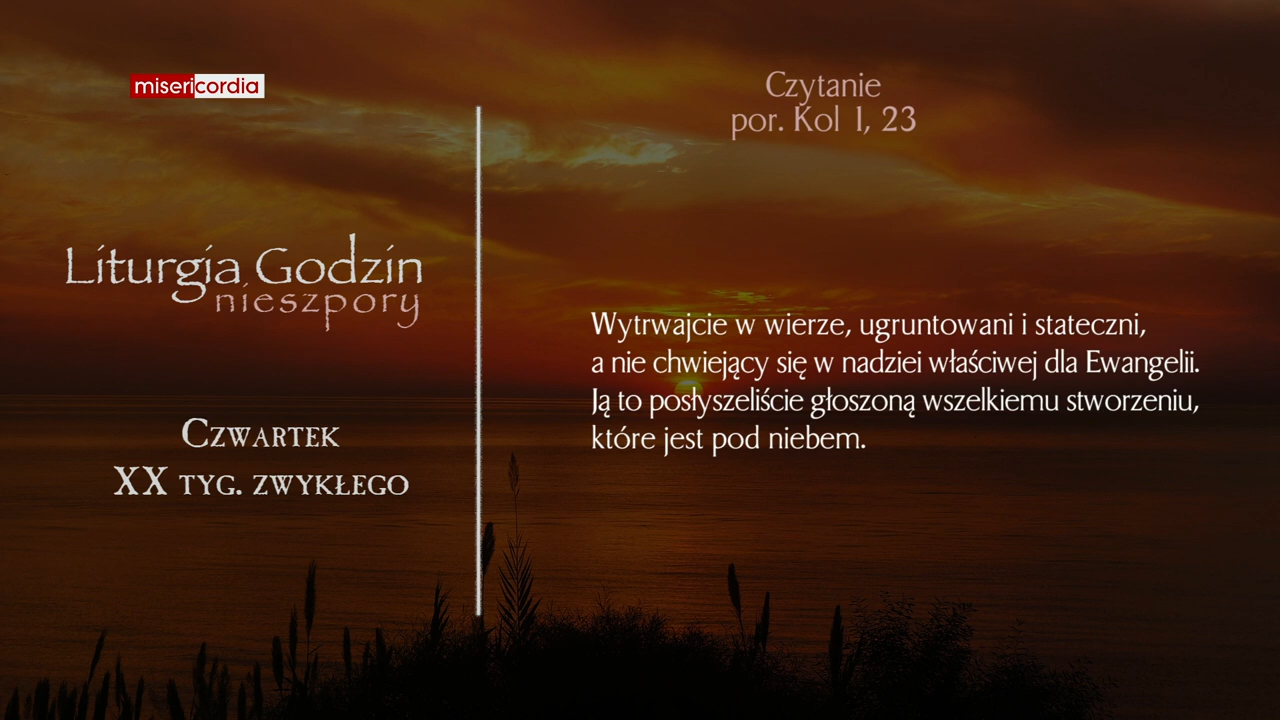 misericordia
Liturgia Godzin
nieszpory
Czwartek
XX tyg. zwykłego
Czytanie
por. Kol 1, 23
Wytrwajcie w wierze, ugruntowani i stateczni,
a nie chwiejący się w nadziei właściwej dla Ewangelii.
Ją to posłyszeliście głoszoną wszelkiemu stworzeniu,
które jest pod niebem.